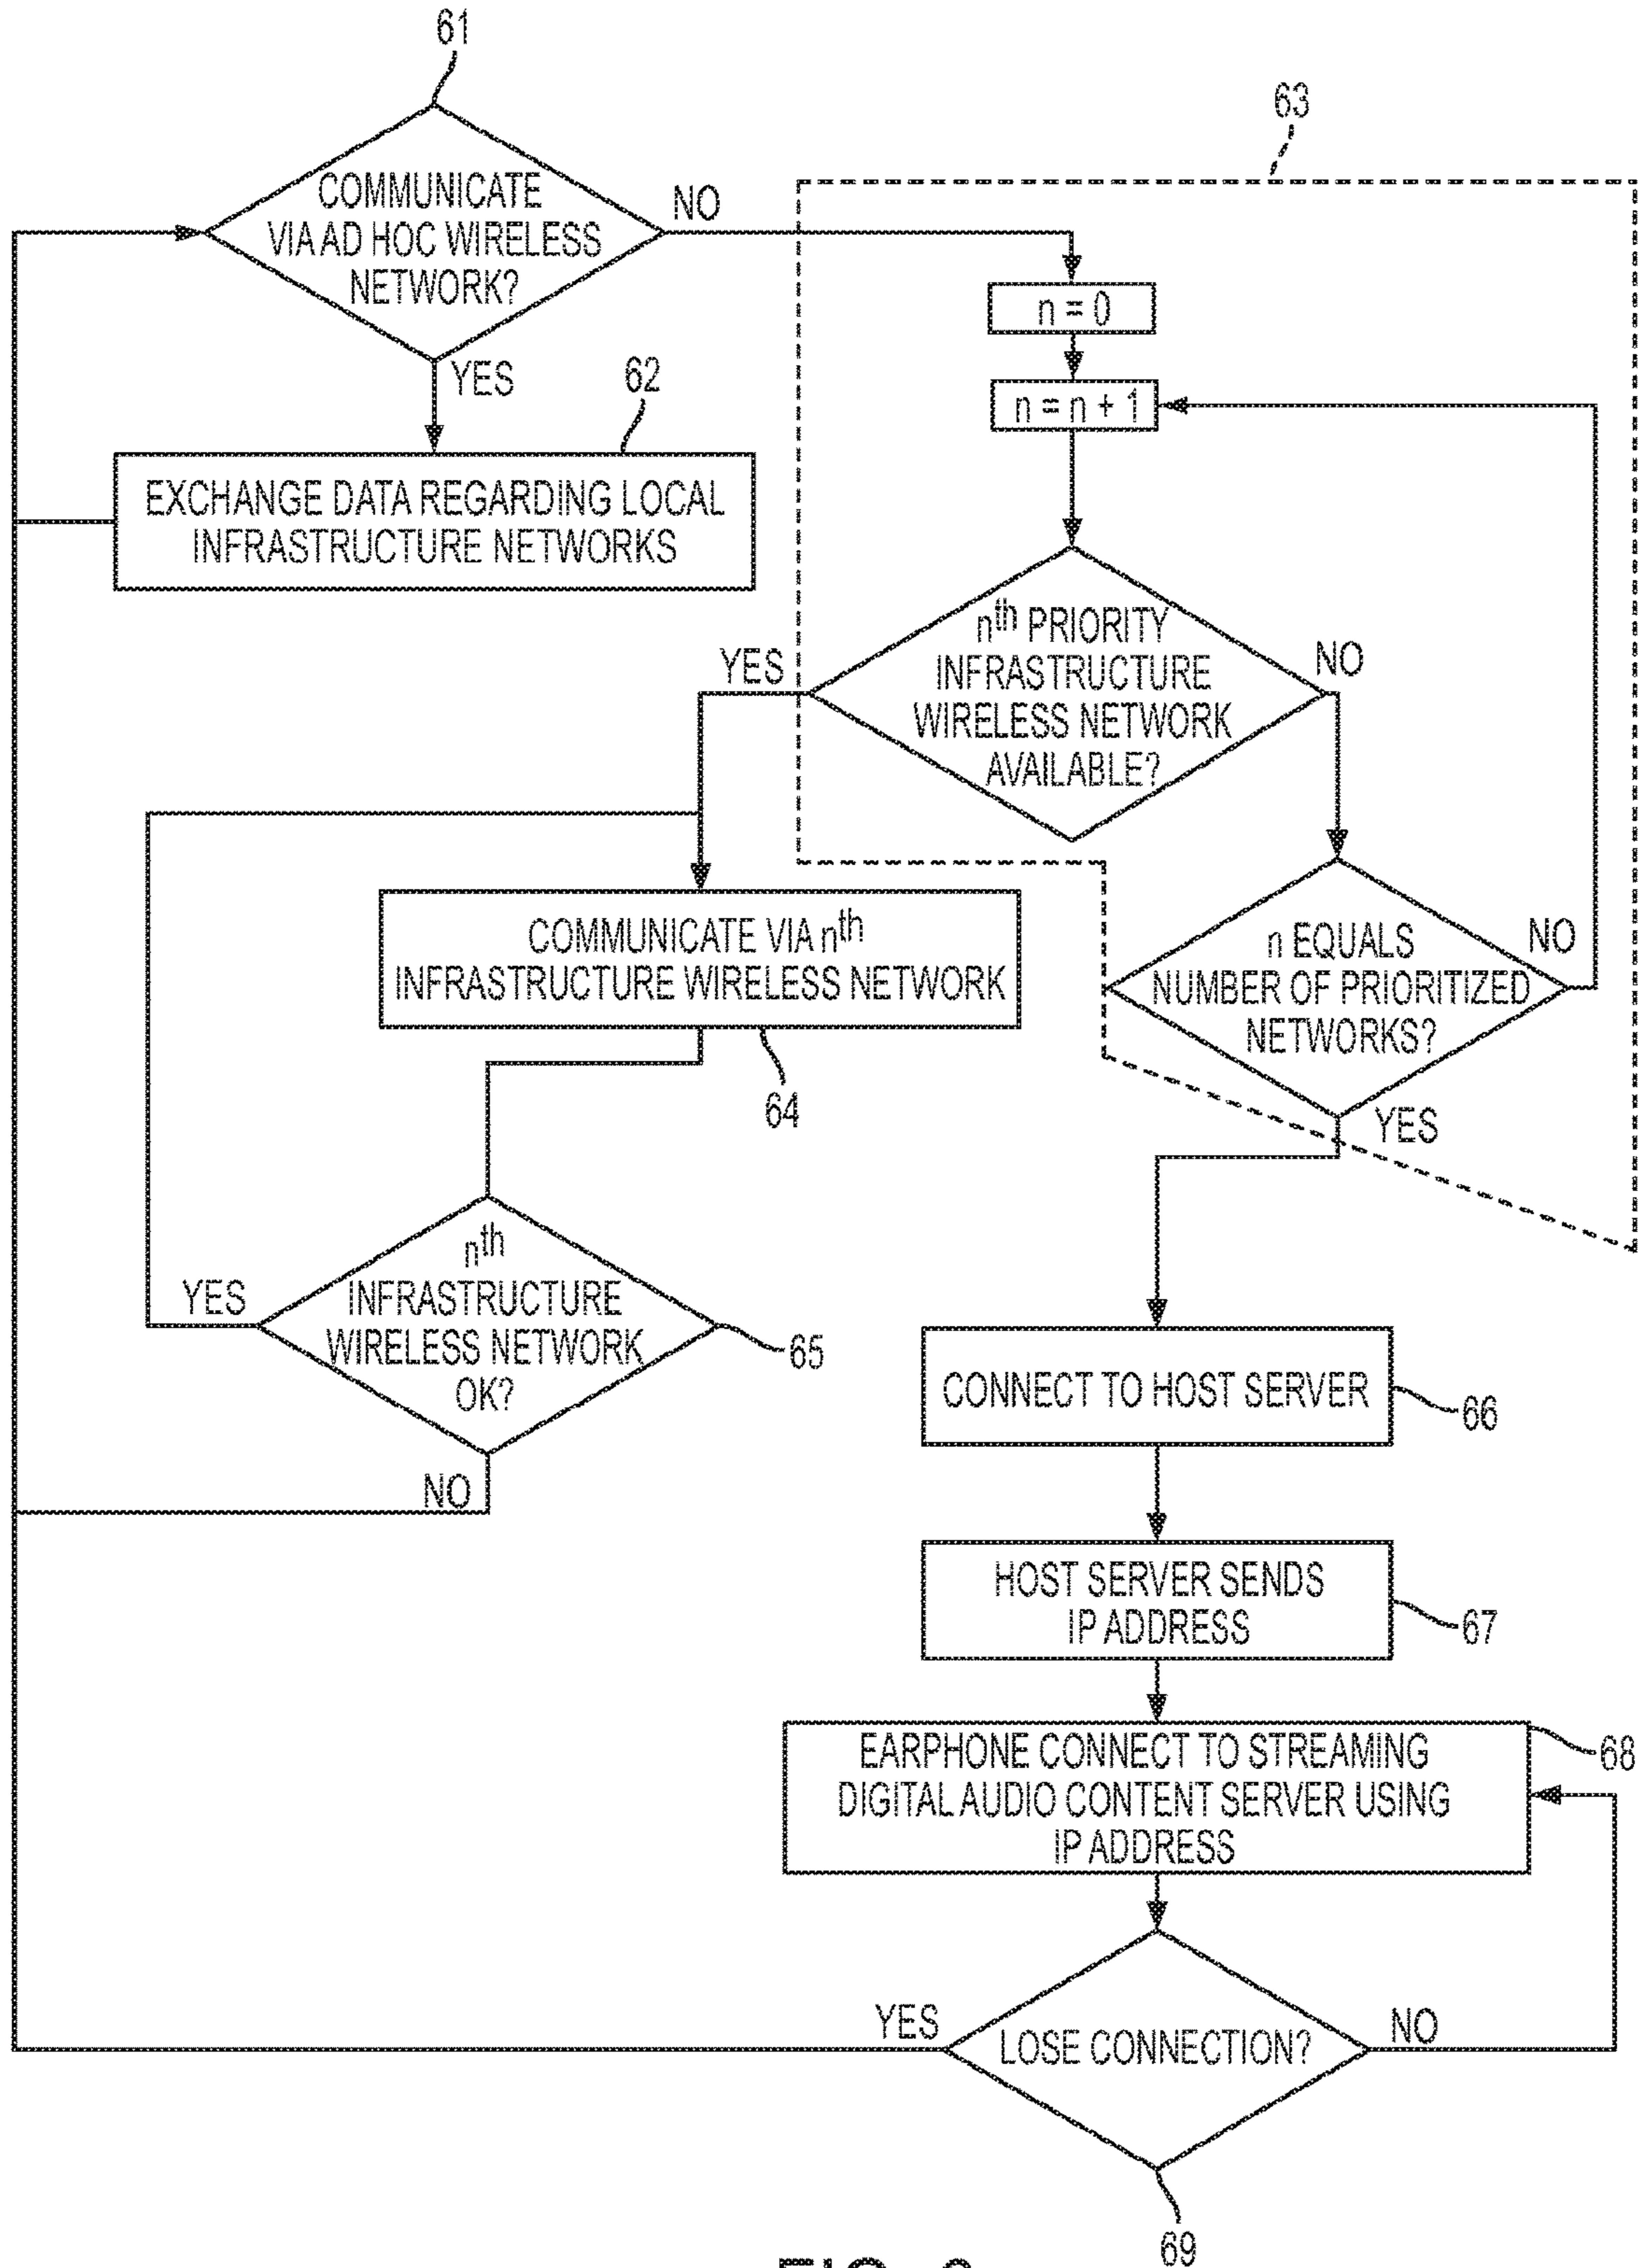 61
COMMUNICATE
VIA AD HOC WIRELESS
NETWORK?
NO
YES
62
EXCHANGE DATA REGARDING LOCAL
INFRASTRUCTURE NETWORKS
63
n = 0
n = n + 1
nth PRIORITY
INFRASTRUCTURE
WIRELESS NETWORK
AVAILABLE?
YES
NO
n EQUALS
NUMBER OF PRIORITIZED
NETWORKS?
NO
YES
COMMUNICATE VIA nth
INFRASTRUCTURE WIRELESS NETWORK
64
nth
INFRASTRUCTURE
WIRELESS NETWORK
OK?
YES
65
NO
CONNECT TO HOST SERVER
66
HOST SERVER SENDS
IP ADDRESS
67
EARPHONE CONNECT TO STREAMING
DIGITAL AUDIO CONTENT SERVER USING
IP ADDRESS
68
LOSE CONNECTION?
YES
NO
69